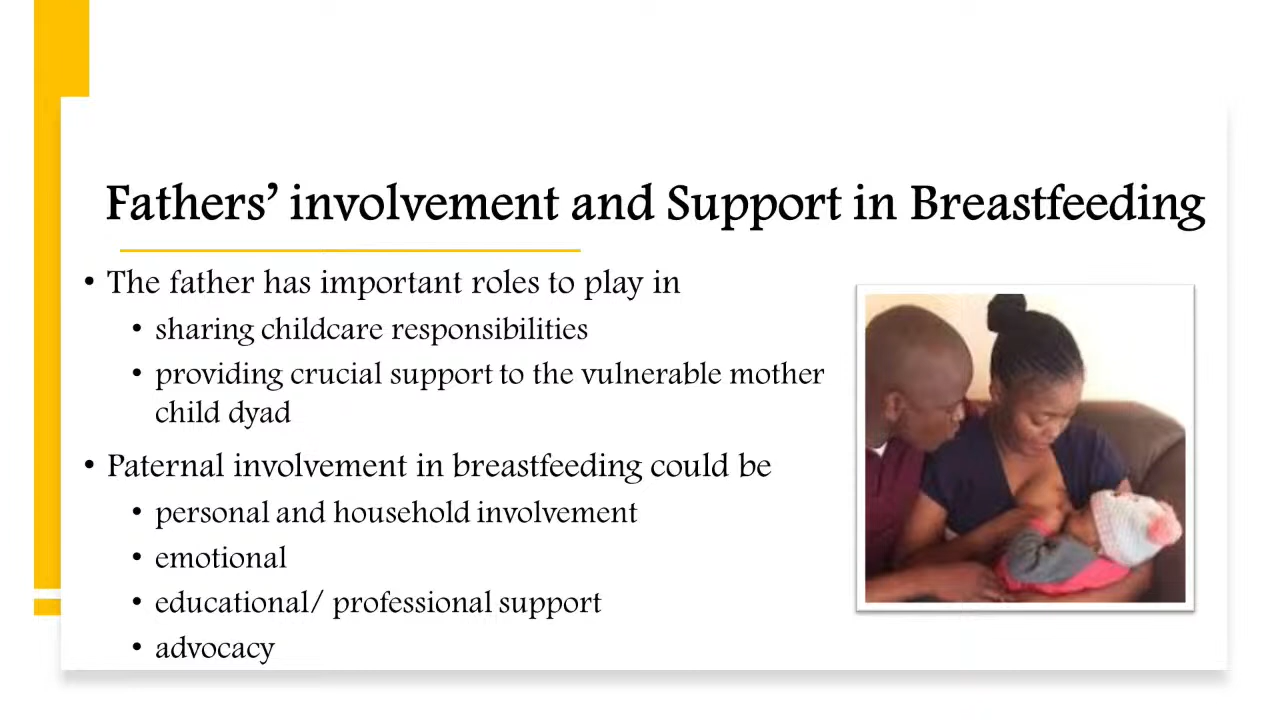 Fathers’ involvement and Support in Breastfeeding
• The father has important roles to play in
• sharing childcare responsibilities
• providing crucial support to the vulnerable mother
child dyad
• Paternal involvement in breastfeeding could be
• personal and household involvement
• emotional
• educational/ professional support
• advocacy